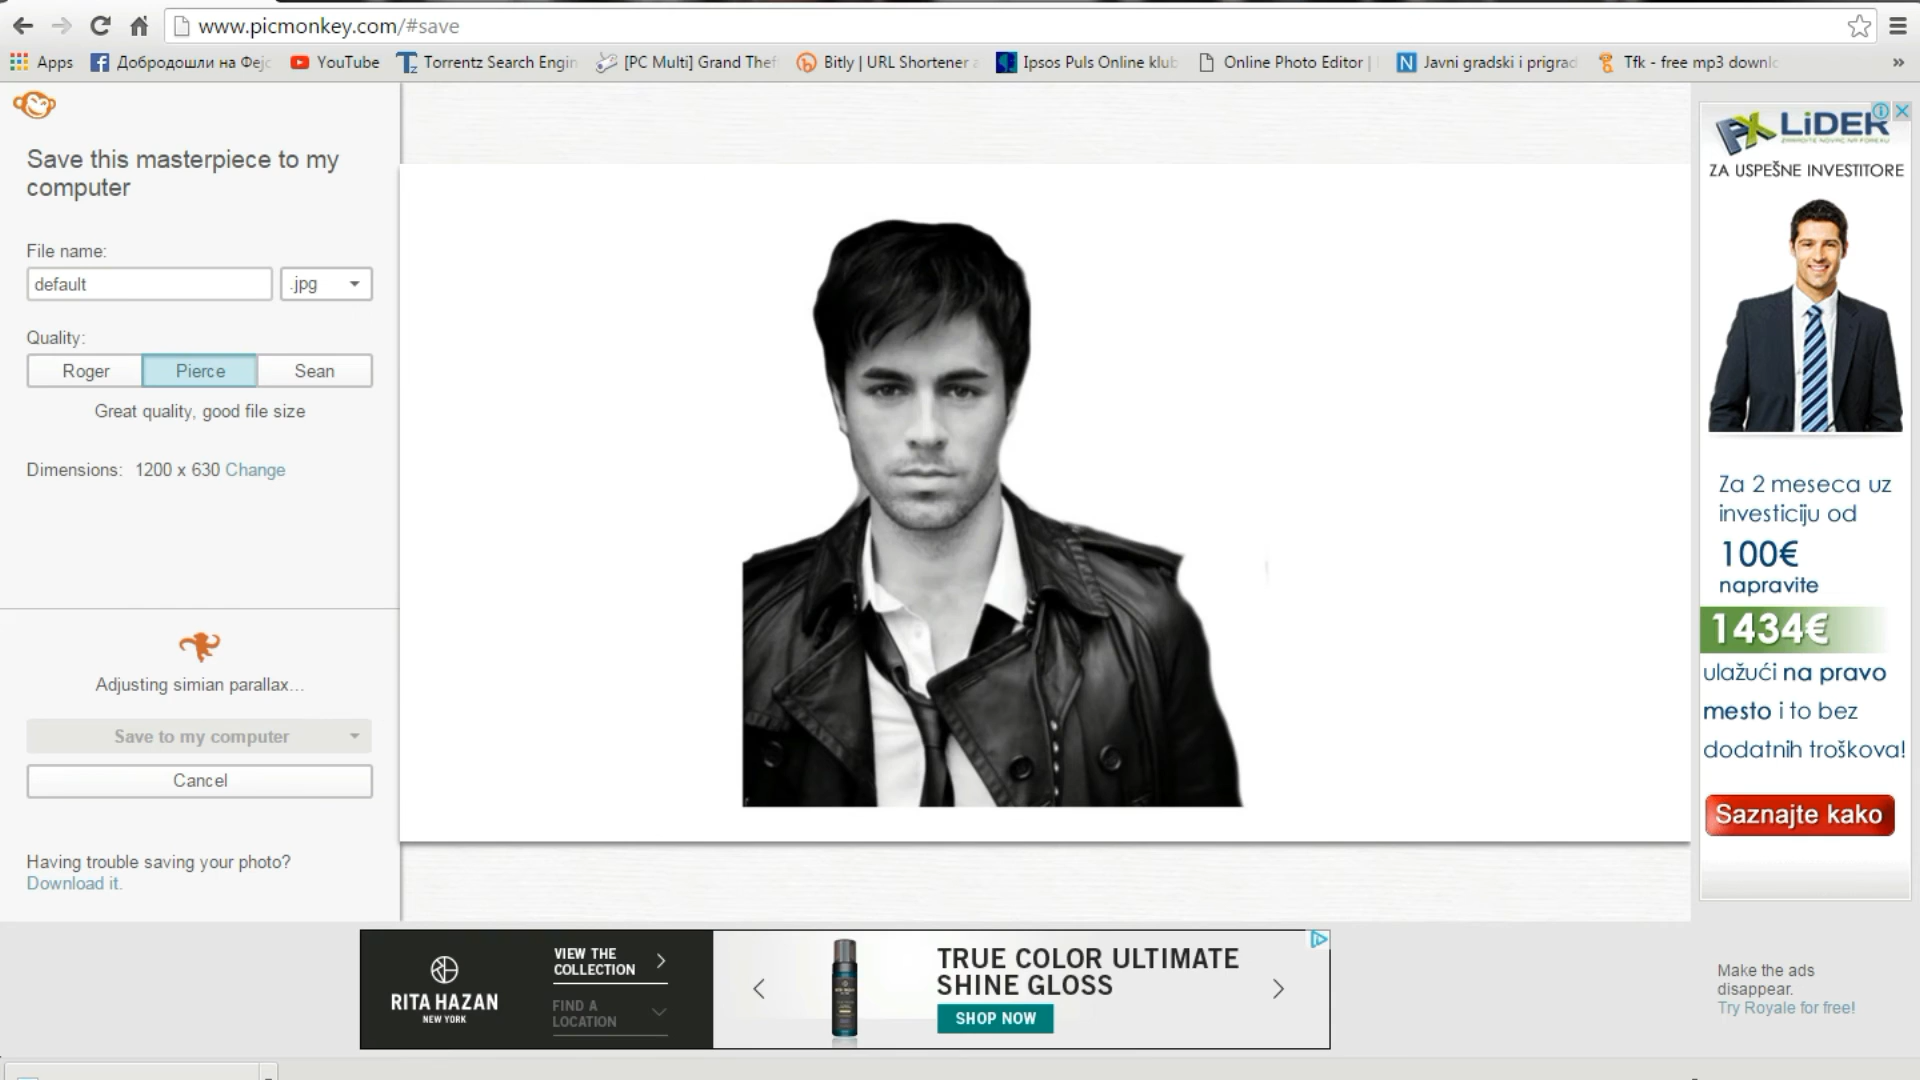 www.picmonkey.com/#save
Apps
Добродошли на Феј
YouTube
Torrentz Search Engin
[PC Multi] Grand Thef
Bitly | URL Shortener
Ipsos Puls Online klub
Online Photo Editor |
Javni gradski i prigrad
Tfk - free mp3 downlo
»
Save this masterpiece to my
computer
File name:
default
.jpg
Quality:
Roger
Pierce
Sean
Great quality, good file size
Dimensions: 1200 x 630 Change
Adjusting simian parallax...
Save to my computer
Cancel
Having trouble saving your photo?
Download it.
LiDER
ZA USPEŠNE INVESTITORE
Za 2 meseca uz
investiciju od
100€
napravite
1434€
ulažući na pravo
mesto i to bez
dodatnih troškova!
Saznajte kako
RITA HAZAN
NEW YORK
VIEW THE
COLLECTION
FIND A
LOCATION
TRUE COLOR ULTIMATE
SHINE GLOSS
SHOP NOW
Make the ads
disappear.
Try Royale for free!